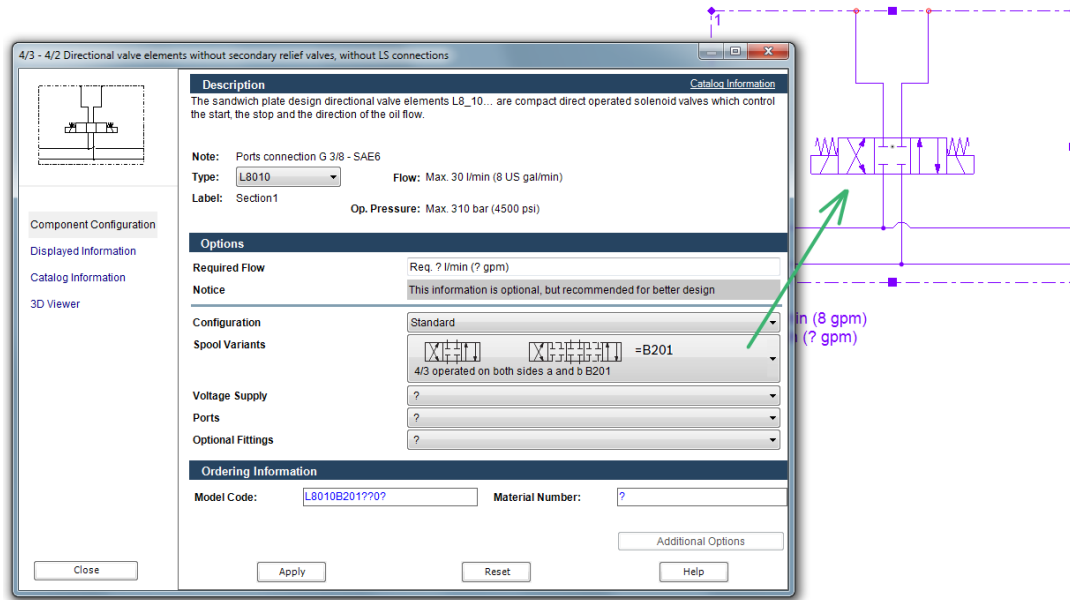 1
4/3 - 4/2 Directional valve elements without secondary relief valves, without LS connections
Description
Catalog Information
The sandwich plate design directional valve elements L8_10... are compact direct operated solenoid valves which control
the start, the stop and the direction of the oil flow.
Note: Ports connection G 3/8 - SAE6
Type: L8010 Flow: Max. 30 l/min (8 US gal/min)
Label: Section1
Op. Pressure: Max. 310 bar (4500 psi)
Component Configuration
Displayed Information
Catalog Information
3D Viewer
Options
Required Flow Req. ? l/min (? gpm)
Notice This information is optional, but recommended for better design
Configuration Standard
Spool Variants =B201
4/3 operated on both sides a and b B201
Voltage Supply ?
Ports ?
Optional Fittings ?
in (8 gpm)
(? gpm)
Ordering Information
Model Code: L8010B201??0? Material Number: ?
Additional Options
Close Apply Reset Help